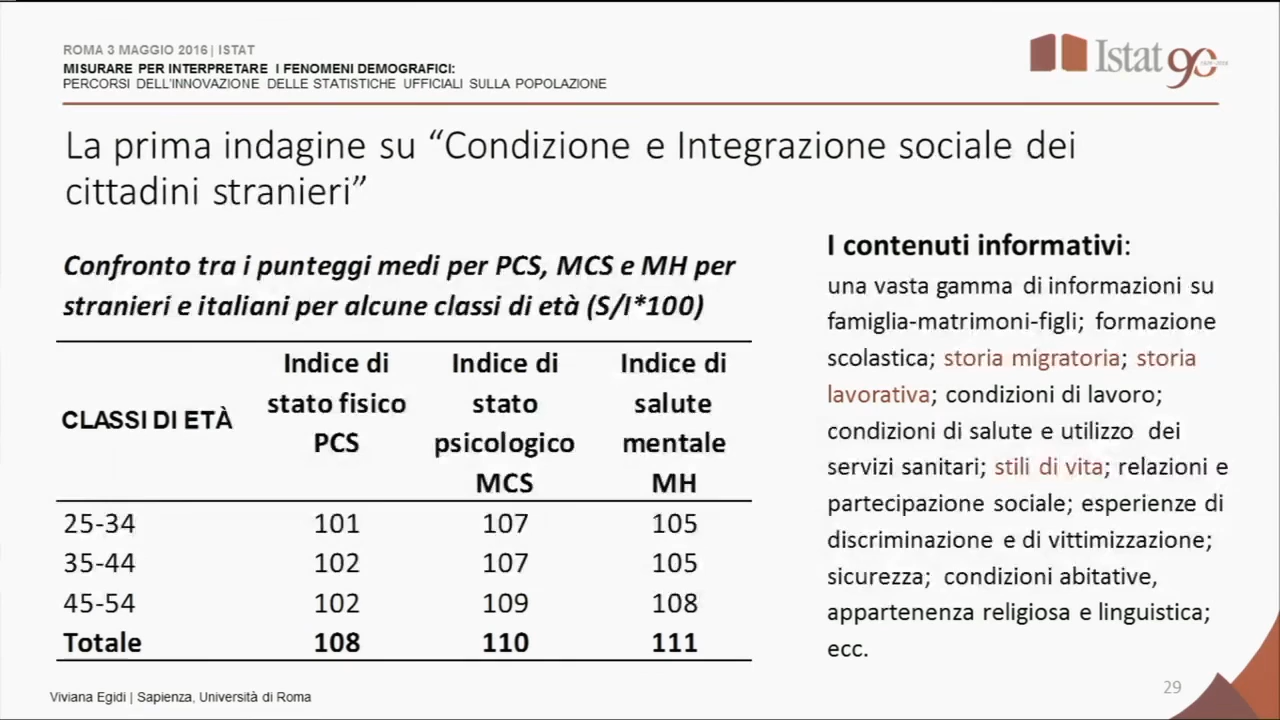 ROMA 3 MAGGIO 2016 | ISTAT
MISURARE PER INTERPRETARE I FENOMENI DEMOGRAFICI:
PERCORSI DELL'INNOVAZIONE DELLE STATISTICHE UFFICIALI SULLA POPOLAZIONE
Istat 90
La prima indagine su “Condizione e Integrazione sociale dei
cittadini stranieri”
Confronto tra i punteggi medi per PCS, MCS e MH per
stranieri e italiani per alcune classi di età (S/I*100)
CLASSI DI ETÀ
Indice di
stato fisico
PCS
Indice di
stato
psicologico
MCS
Indice di
salute
mentale
MH
25-34 101 107 105
35-44 102 107 105
45-54 102 109 108
Totale 108 110 111
I contenuti informativi:
una vasta gamma di informazioni su
famiglia-matrimoni-figli; formazione
scolastica; storia migratoria; storia
lavorativa; condizioni di lavoro;
condizioni di salute e utilizzo dei
servizi sanitari; stili di vita; relazioni e
partecipazione sociale; esperienze di
discriminazione e di vittimizzazione;
sicurezza; condizioni abitative,
appartenenza religiosa e linguistica;
ecc.
Viviana Egidi | Sapienza, Università di Roma
29